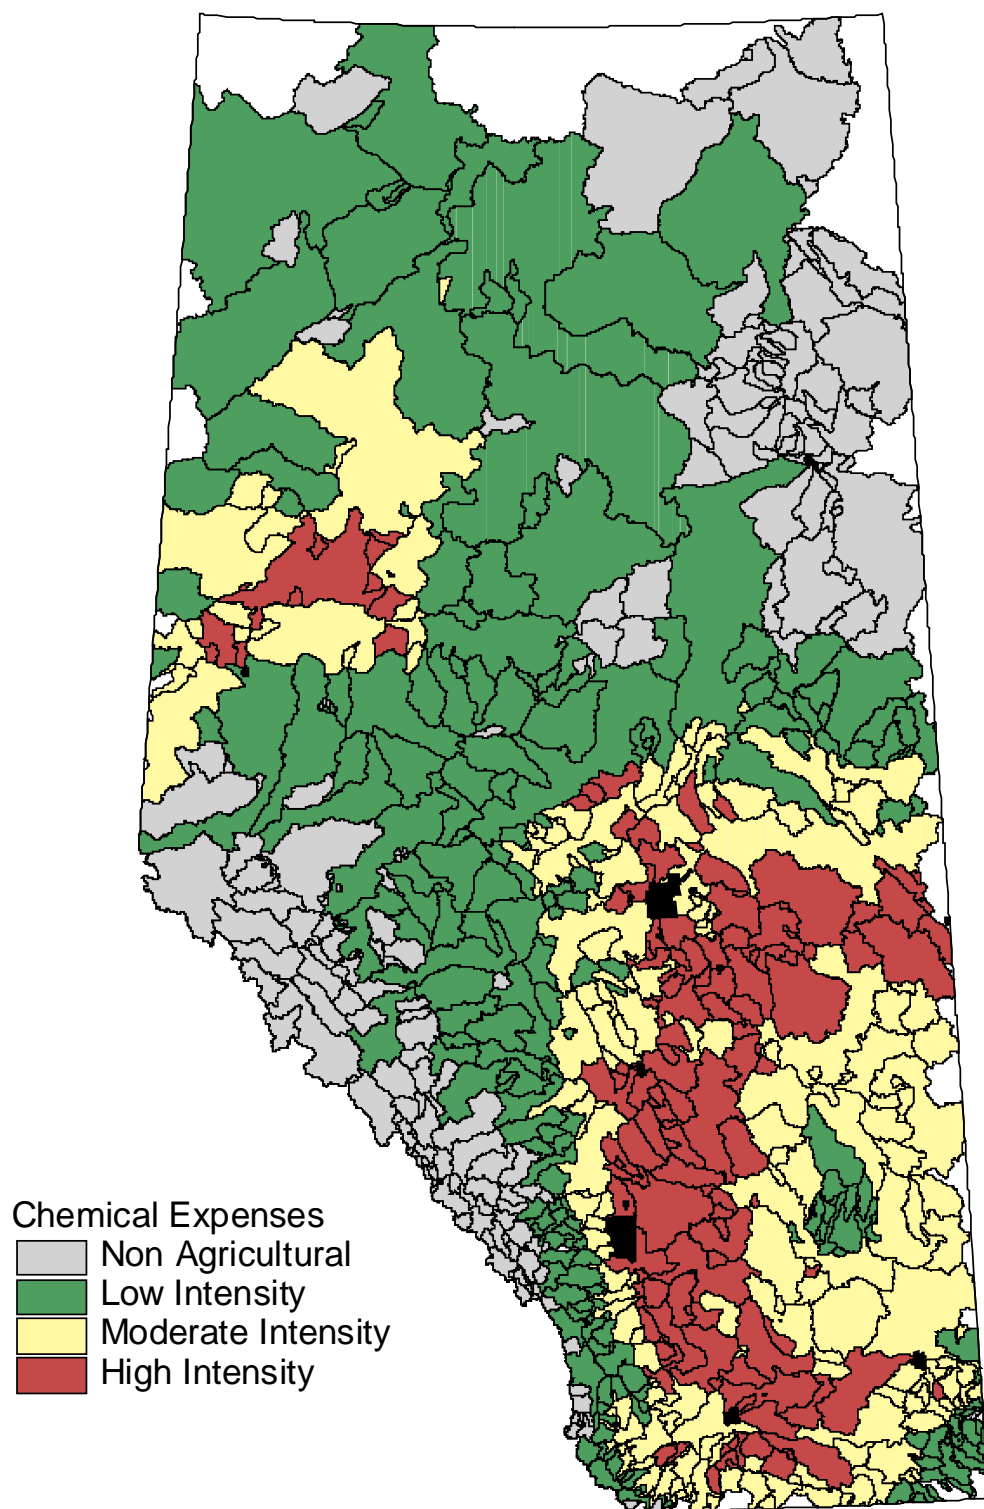 Chemical Expenses
Non Agricultural
Low Intensity
Moderate Intensity
High Intensity